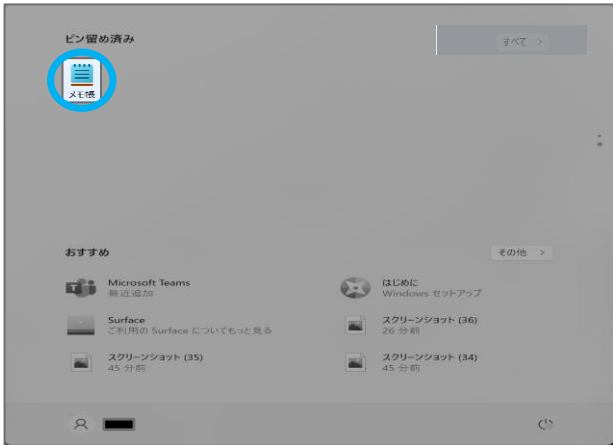 ピン留め済み
すべて >
メモ帳
おすすめ
その他 >
Microsoft Teams
最近追加
はじめに
Windows セットアップ
Surface
ご利用の Surface についてもっと見る
スクリーンショット (36)
26 分前
スクリーンショット (35)
45 分前
スクリーンショット (34)
45 分前